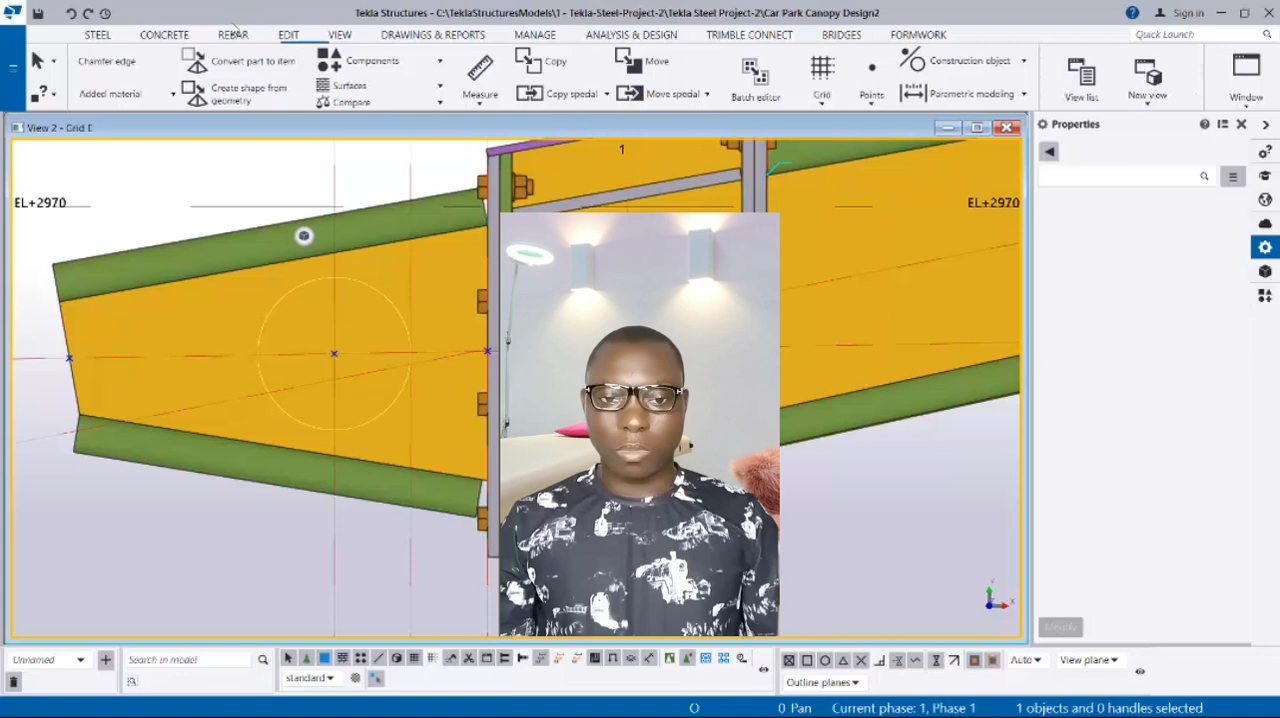 Tekla Structures - C:\TeklaStructuresModels\1 - Tekla-Steel-Project-2\Tekla Steel Project-2\Car Park Canopy Design2
Sign in
STEEL CONCRETE REBAR EDIT VIEW DRAWINGS & REPORTS MANAGE ANALYSIS & DESIGN TRIMBLE CONNECT BRIDGES FORMWORK
Quick Launch
Chamfer edge
Added material
Convert part to item
Create shape from geometry
Components
Surfaces
Compare
Measure
Copy
Copy special
Move
Move special
Batch editor
Grid
Points
Construction object
Parametric modeling
View list
New view
Window
View 2 - Grid
Properties
1
EL+2970
EL+2970
Y
X
Modify
Unnamed
Search in model
standard
Auto
View plane
Outline planes
O
0 Pan
Current phase: 1, Phase 1
1 objects and 0 handles selected